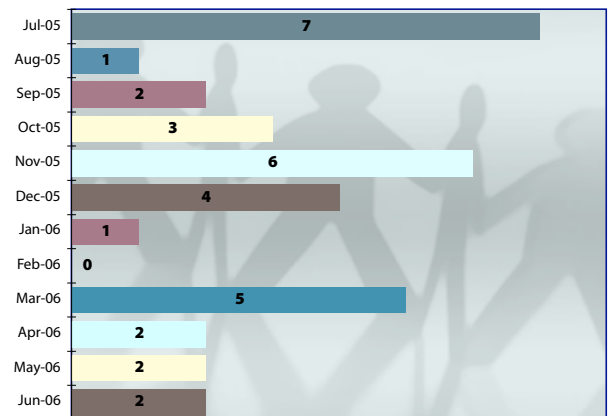 Jul-05 7
Aug-05 1
Sep-05 2
Oct-05 3
Nov-05 6
Dec-05 4
Jan-06 1
Feb-06 0
Mar-06 5
Apr-06 2
May-06 2
Jun-06 2